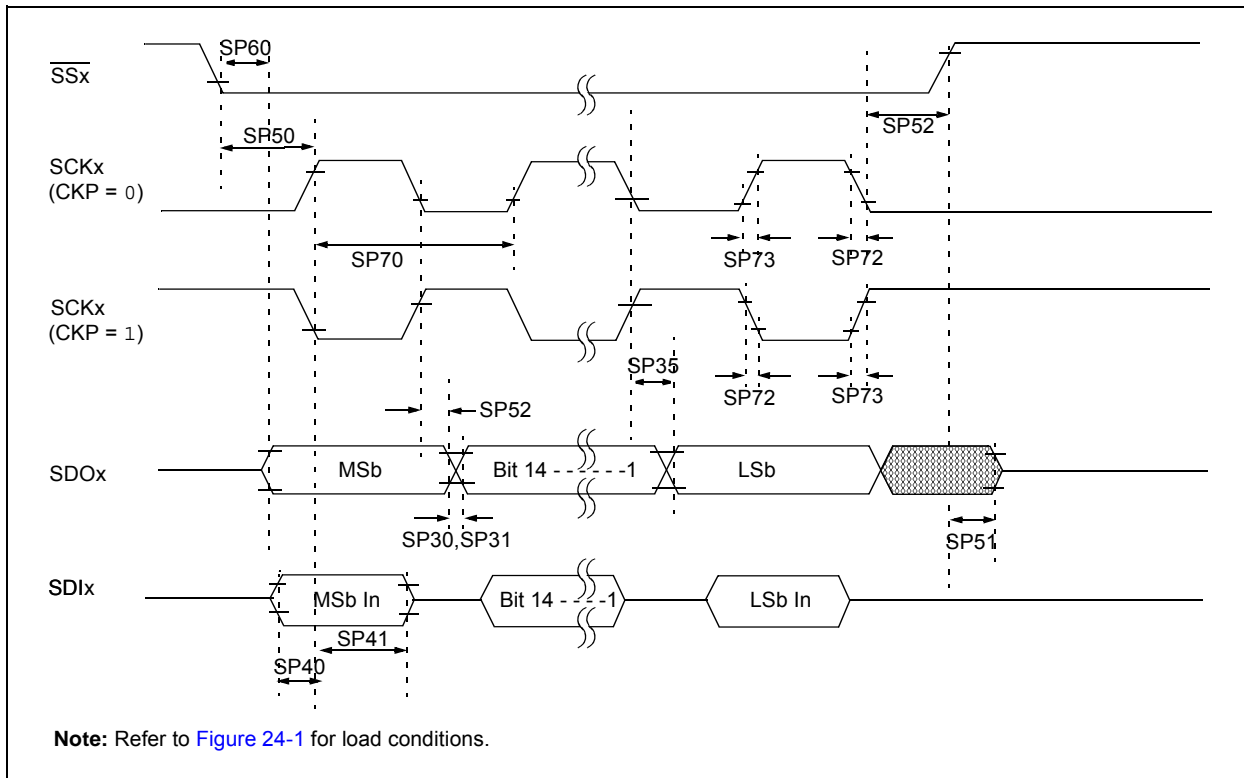 SP60
SSx
SP50
SP52
SCKx
(CKP = 0)
SP70
SP73
SP72
SCKx
(CKP = 1)
SP35
SP72
SP73
SP52
SDOx
MSb
Bit 14 - - - - - -1
LSb
SP30,SP31
SP51
SDIx
MSb In
Bit 14 - - - -1
LSb In
SP41
SP40
Note: Refer to Figure 24-1 for load conditions.